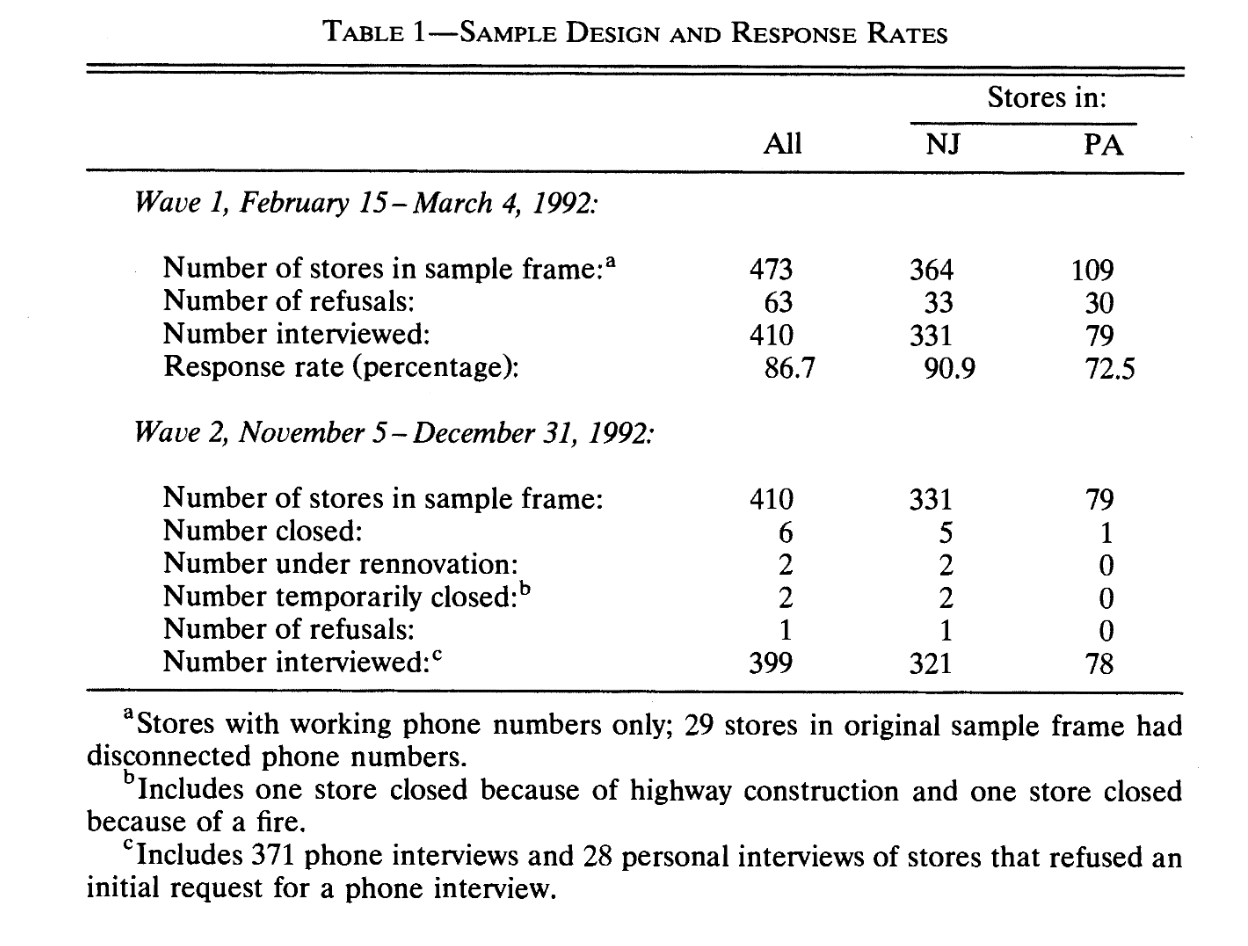 TABLE 1—SAMPLE DESIGN AND RESPONSE RATES
Stores in:
All NJ PA
Wave 1, February 15–March 4, 1992:
Number of stores in sample frame:a 473 364 109
Number of refusals: 63 33 30
Number interviewed: 410 331 79
Response rate (percentage): 86.7 90.9 72.5
Wave 2, November 5–December 31, 1992:
Number of stores in sample frame: 410 331 79
Number closed: 6 5 1
Number under rennovation: 2 2 0
Number temporarily closed:b 2 2 0
Number of refusals: 1 1 0
Number interviewed:c 399 321 78
aStores with working phone numbers only; 29 stores in original sample frame had
disconnected phone numbers.
bIncludes one store closed because of highway construction and one store closed
because of a fire.
cIncludes 371 phone interviews and 28 personal interviews of stores that refused an
initial request for a phone interview.